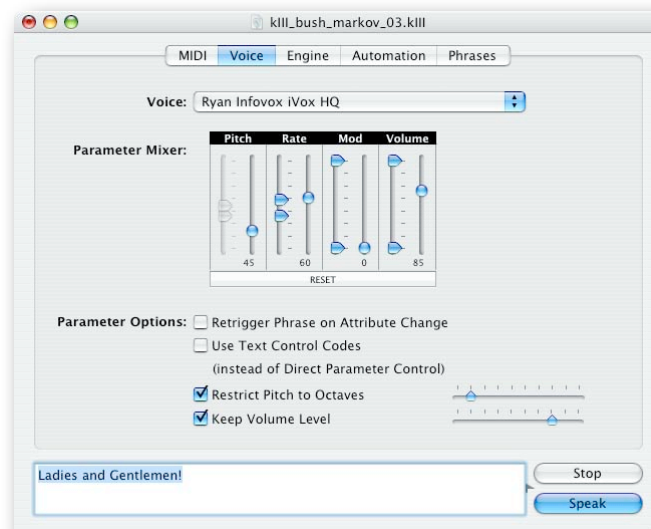 kIII_bush_markov_03.kIII
MIDI Voice Engine Automation Phrases
Voice: Ryan Infovox iVox HQ
Pitch Rate Mod Volume
Parameter Mixer:
45 60 0 85
RESET
Parameter Options: Retrigger Phrase on Attribute Change
Use Text Control Codes
(instead of Direct Parameter Control)
Restrict Pitch to Octaves
Keep Volume Level
Ladies and Gentlemen!
Stop
Speak